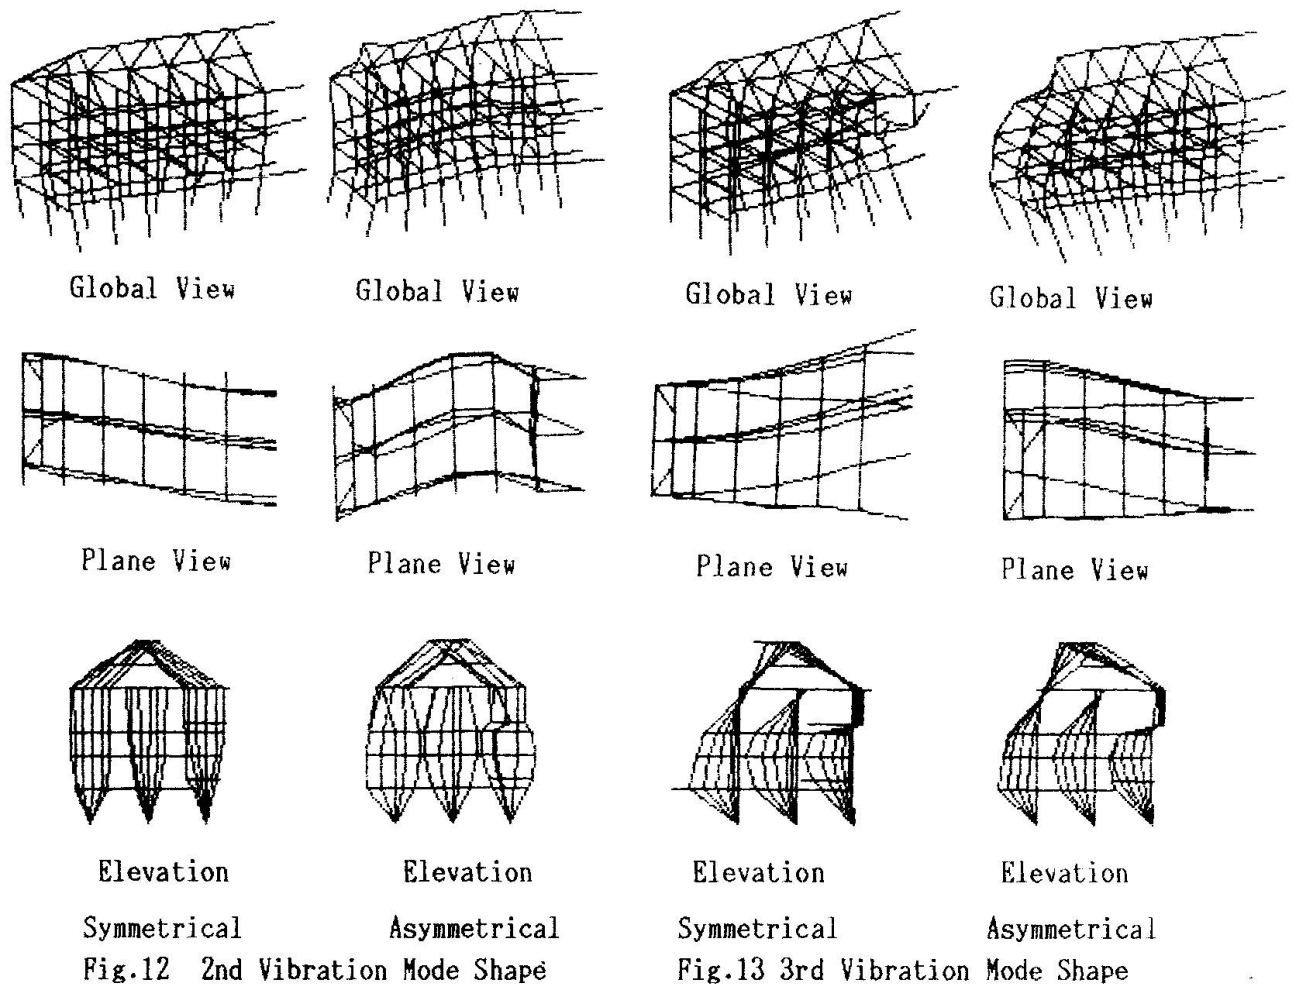 Global View Global View Global View Global View
Plane View Plane View Plane View Plane View
Elevation Elevation Elevation Elevation
Symmetrical Asymmetrical Symmetrical Asymmetrical
Fig.12 2nd Vibration Mode Shape Fig.13 3rd Vibration Mode Shape